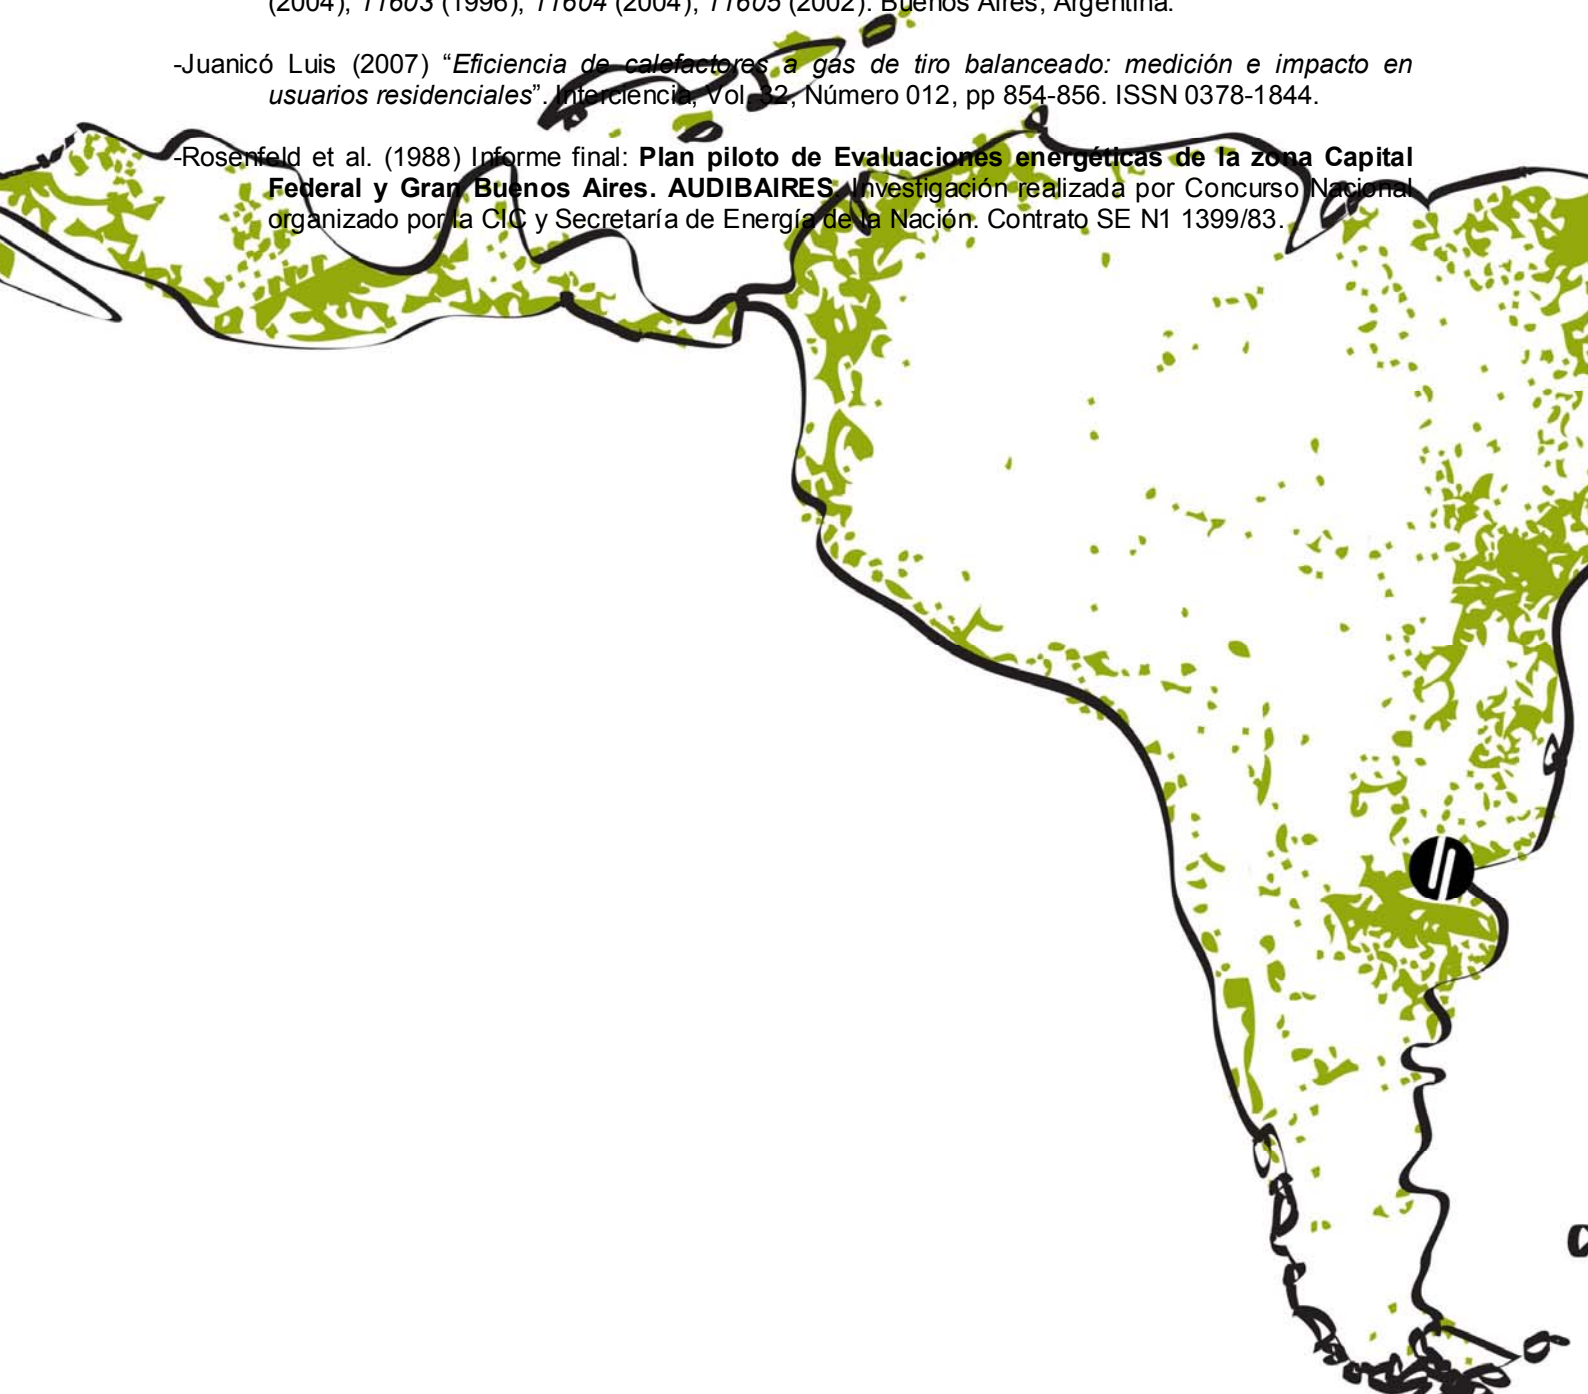 (2004), 11603 (1996), 11604 (2004), 11605 (2002). Buenos Aires, Argentina.
-Juanicó Luis (2007) “Eficiencia de calefactores a gas de tiro balanceado: medición e impacto en
usuarios residenciales”. Interciencia, Vol. 32, Número 012, pp 854-856. ISSN 0378-1844.
-Rosenfeld et al. (1988) Informe final: Plan piloto de Evaluaciones energéticas de la zona Capital
Federal y Gran Buenos Aires. AUDIBAIRES. Investigación realizada por Concurso Nacional
organizado por la CIC y Secretaría de Energía de la Nación. Contrato SE N1 1399/83.